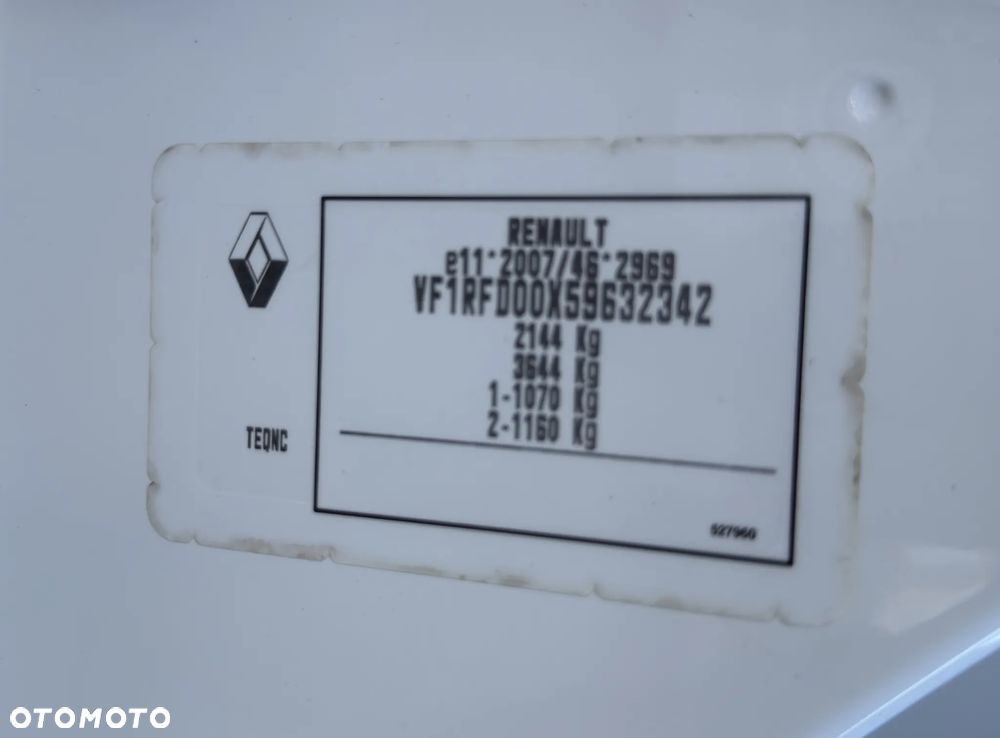 RENAULT
e11*2007/46*2969
VF1RFD00X59632342
2144 Kg
3644 Kg
1-1070 Kg
2-1160 Kg
TEQNC
527960
OTOMOTO